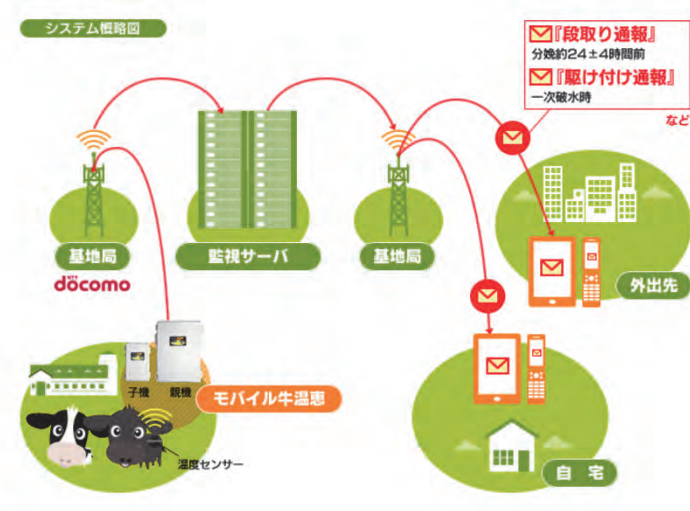 システム概略図
『段取り通報』
分娩約24±4時間前
『駆け付け通報』
一次破水時
など
基地局
NTT
döcomo
監視サーバ
基地局
外出先
子機
親機
モバイル牛温恵
温度センサー
自宅